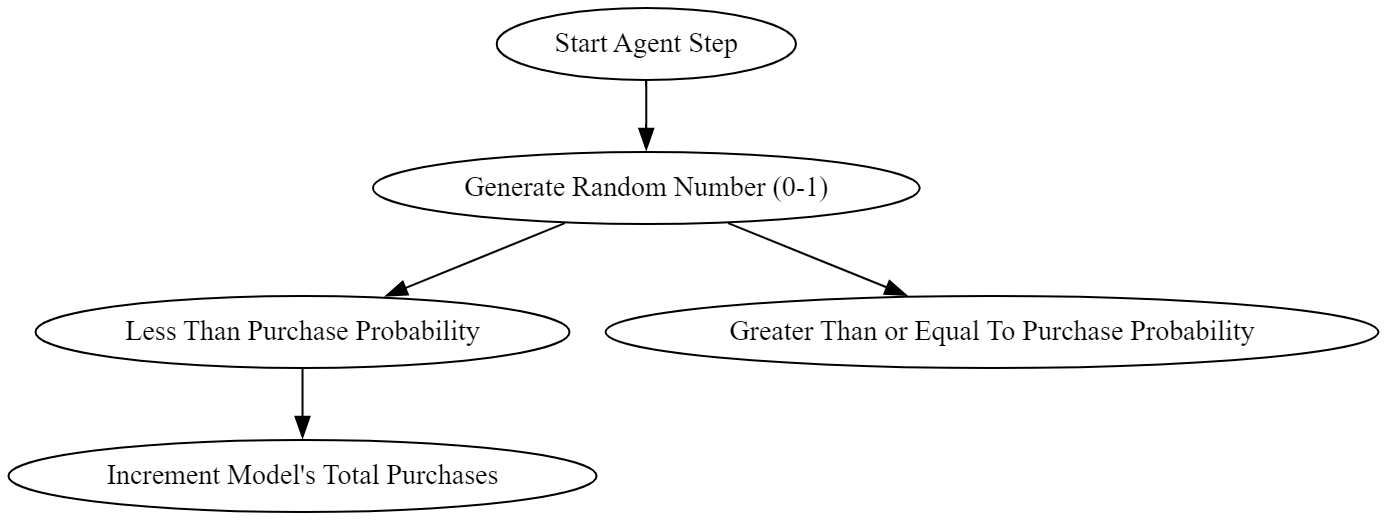 Start Agent Step
Generate Random Number (0-1)
Less Than Purchase Probability
Greater Than or Equal To Purchase Probability
Increment Model's Total Purchases